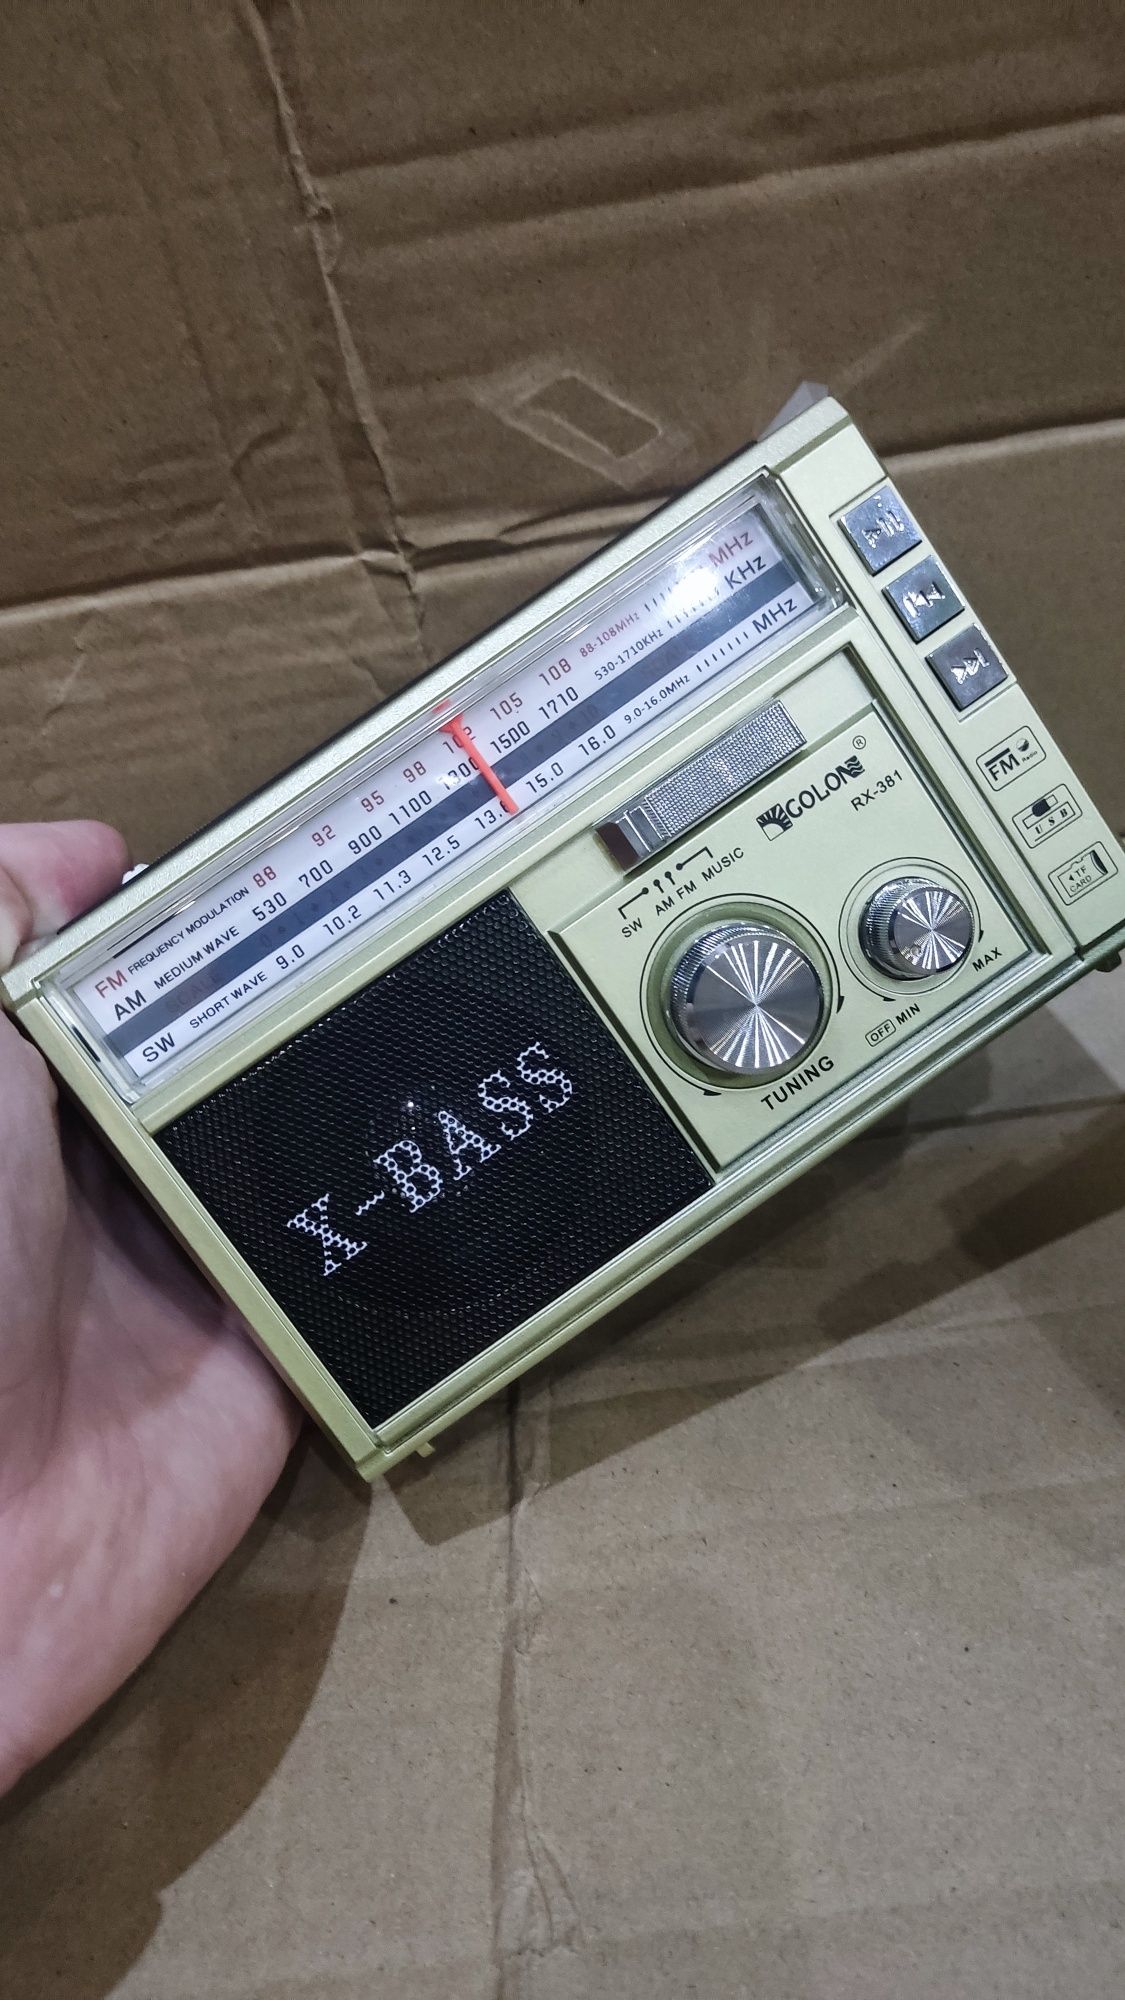 FM FREQUENCY MODULATION 88 92 95 98 102 105 108 88-108MHz MHz
AM MEDIUM WAVE 530 700 900 1100 1300 1500 1710 530-1710KHz KHz
SW SHORT WAVE 9.0 10.2 11.3 12.5 15.0 16.0 9.0-16.0MHz MHz
GOLON®
RX-381
SW AM FM MUSIC
TUNING
OFF MIN
MAX
X-BASS
FM Radio
USB
TF
CARD